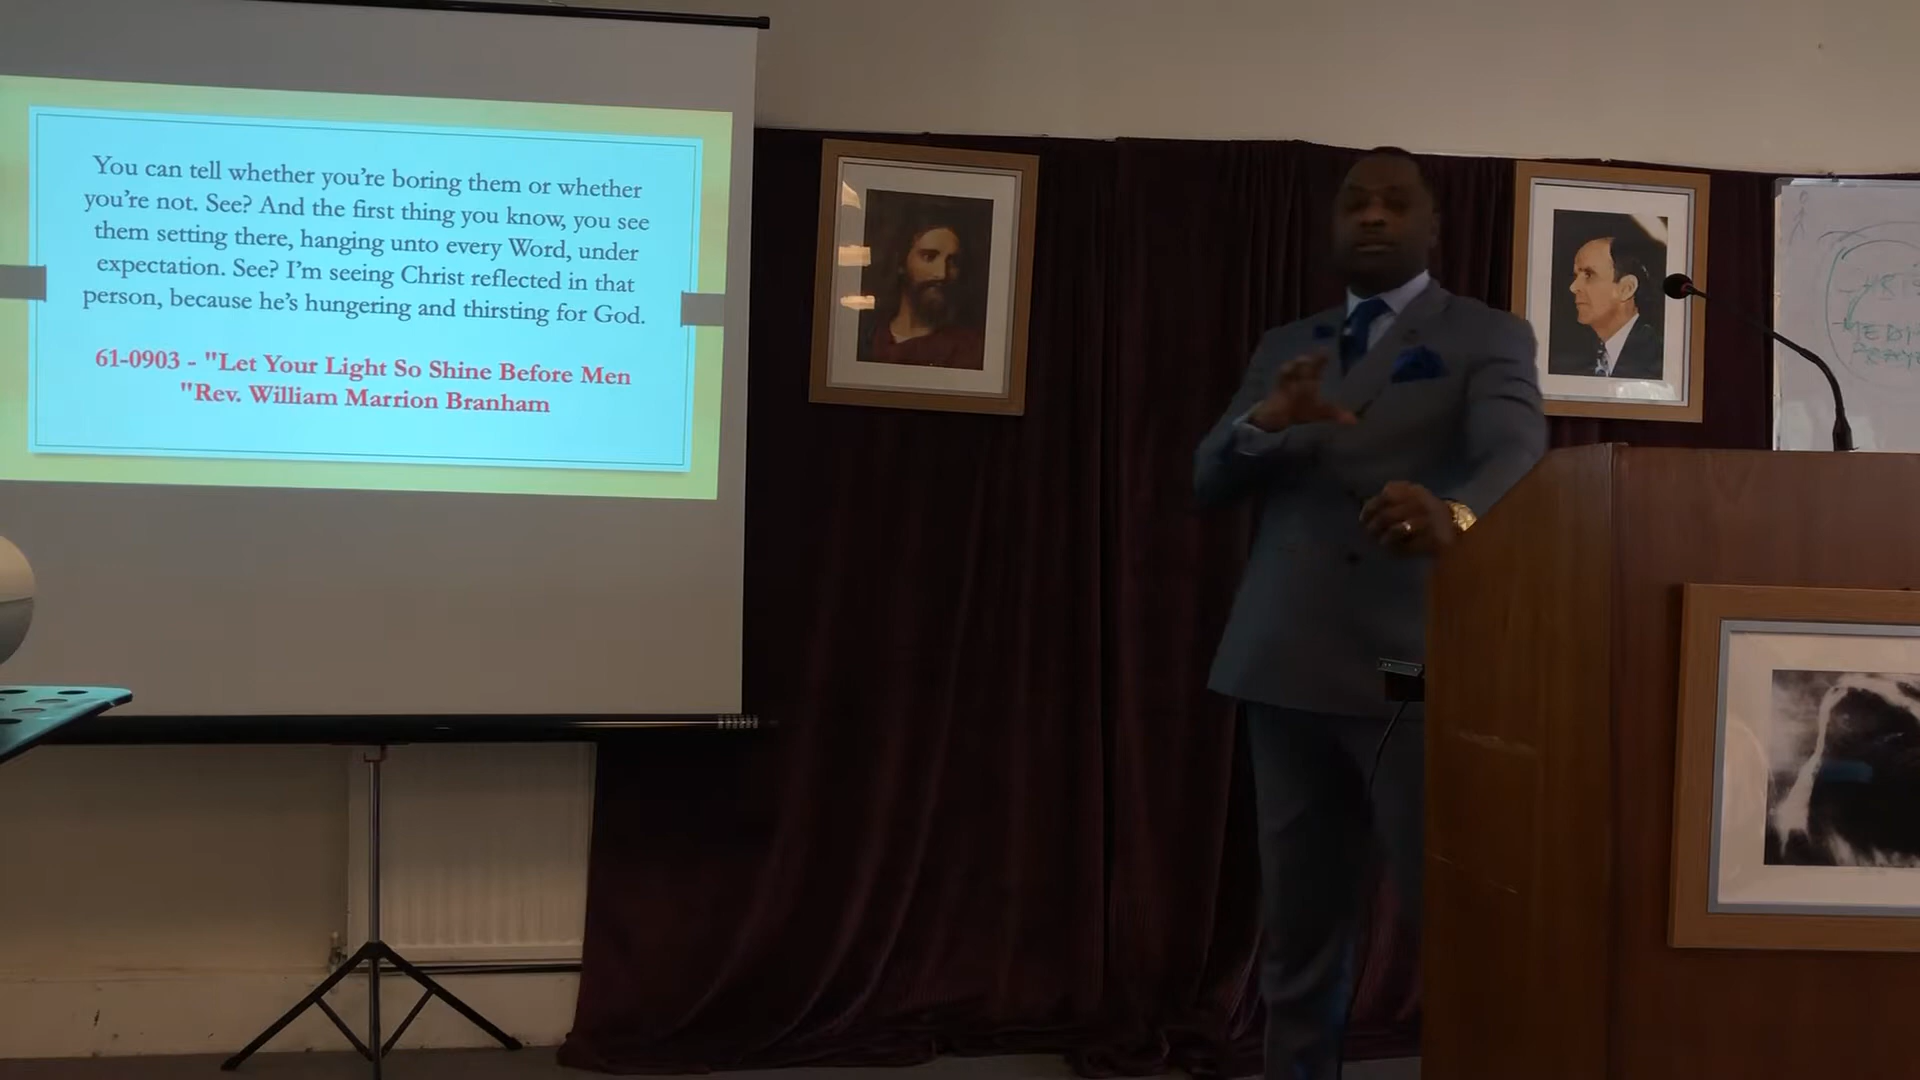 You can tell whether you're boring them or whether
you're not. See? And the first thing you know, you see
them setting there, hanging unto every Word, under
expectation. See? I'm seeing Christ reflected in that
person, because he's hungering and thirsting for God.
61-0903 - "Let Your Light So Shine Before Men
"Rev. William Marrion Branham